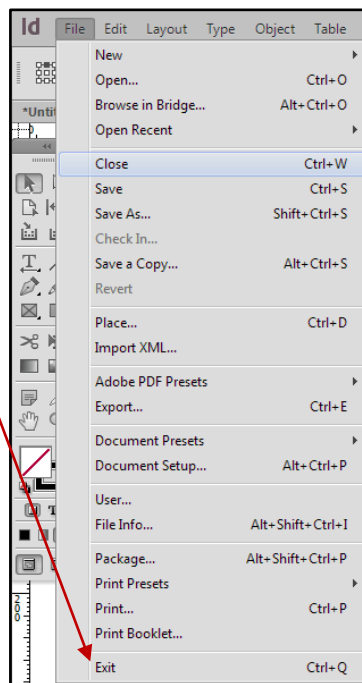 Id File Edit Layout Type Object Table
New
Open... Ctrl+O
Browse in Bridge... Alt+Ctrl+O
*Unti
Open Recent
Close Ctrl+W
Save Ctrl+S
Save As... Shift+Ctrl+S
Check In...
Save a Copy... Alt+Ctrl+S
Revert
Place... Ctrl+D
Import XML...
Adobe PDF Presets
Export... Ctrl+E
Document Presets
Document Setup... Alt+Ctrl+P
User...
File Info... Alt+Shift+Ctrl+I
Package... Alt+Shift+Ctrl+P
Print Presets
Print... Ctrl+P
Print Booklet...
Exit Ctrl+Q
200